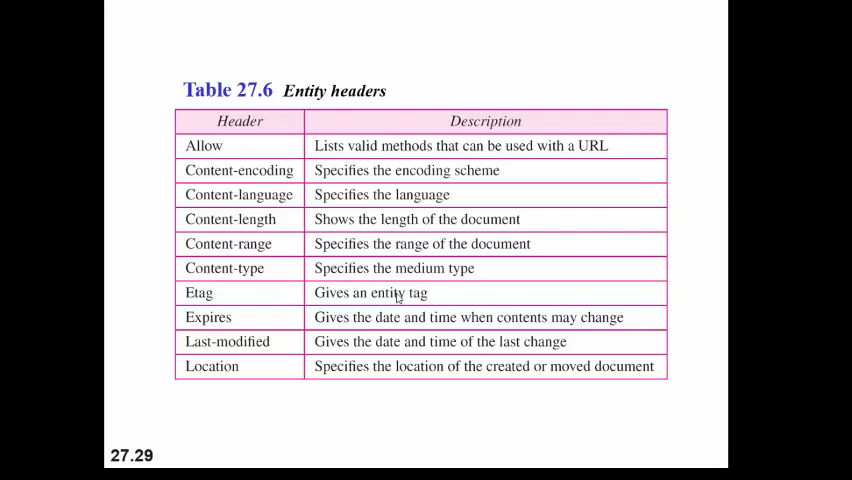 Table 27.6 Entity headers
Header Description
Allow Lists valid methods that can be used with a URL
Content-encoding Specifies the encoding scheme
Content-language Specifies the language
Content-length Shows the length of the document
Content-range Specifies the range of the document
Content-type Specifies the medium type
Etag Gives an entity tag
Expires Gives the date and time when contents may change
Last-modified Gives the date and time of the last change
Location Specifies the location of the created or moved document
27.29